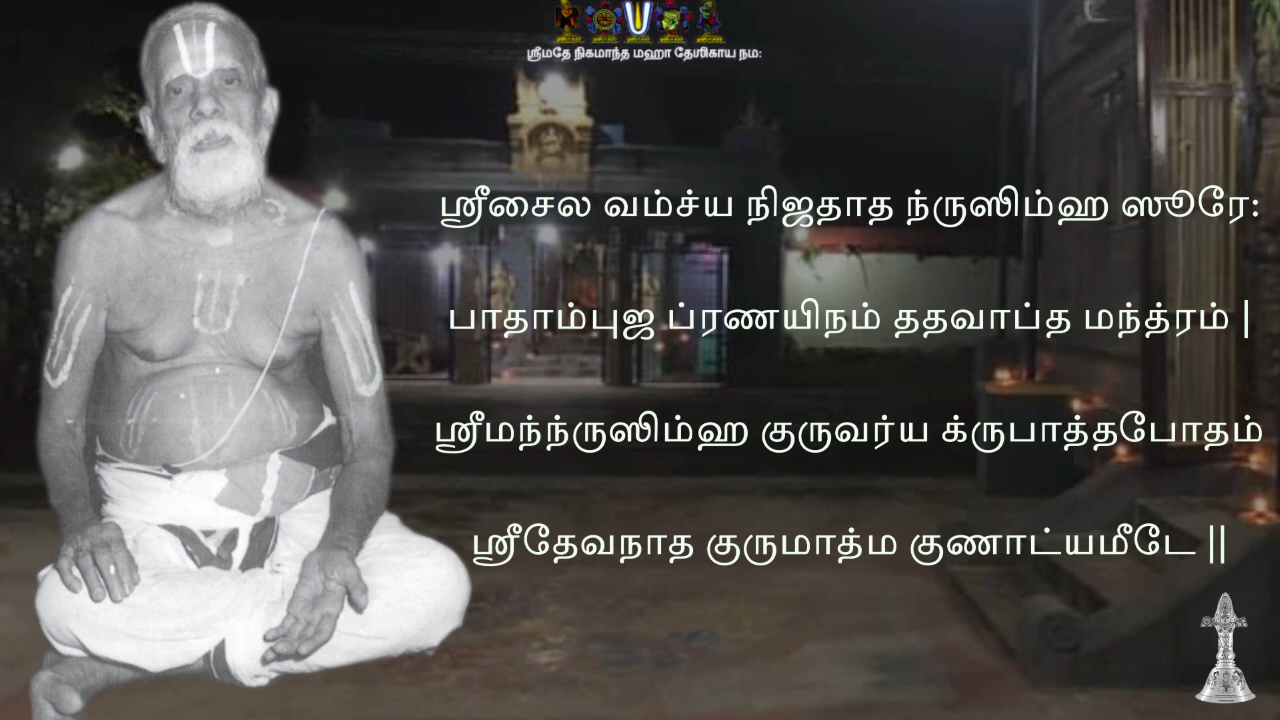 ஸ்ரீமதே நிகமாந்த மஹா தேஶிகாய நம:
ஸ்ரீசைல வம்ச்ய நிஜதாத ந்ருஸிம்ஹ ஸூரே:
பாதாம்புஜ ப்ரணயிநம் ததவாப்த மந்த்ரம் |
ஸ்ரீமந்ந்ருஸிம்ஹ குருவர்ய க்ருபாத்தபோதம்
ஸ்ரீதேவநாத குருமாத்ம குணாட்யமீடே ||